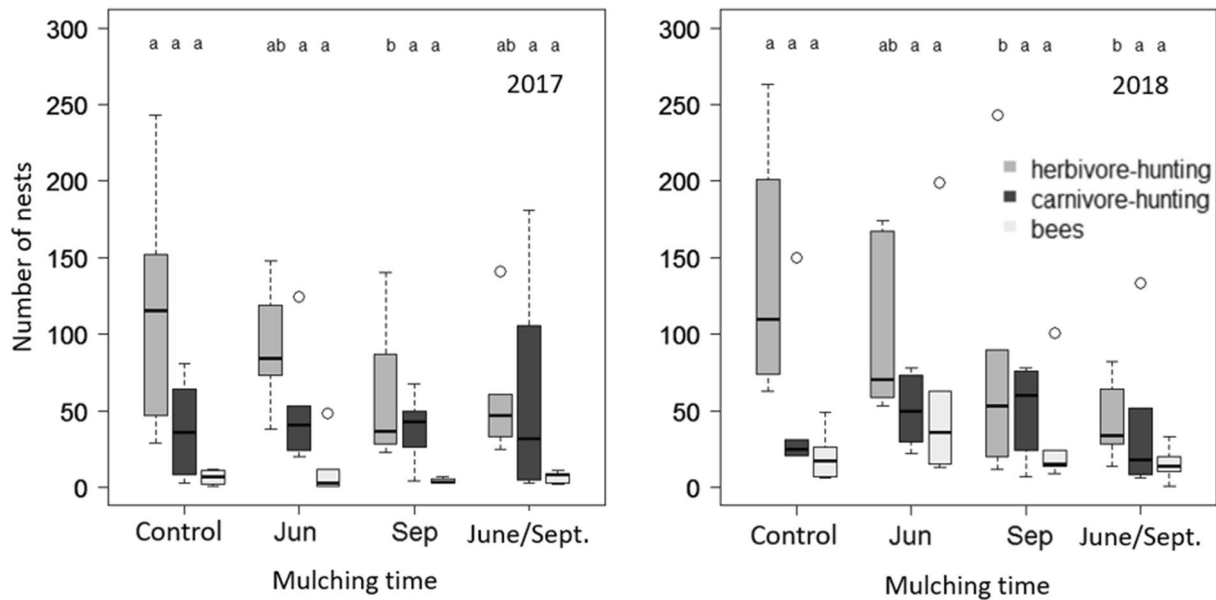 300
250
200
150
100
50
0
Number of nests
a a a ab a a b a a ab a a
2017
Control Jun Sep June/Sept.
Mulching time
300
250
200
150
100
50
0
a a a ab a a b a a b a a
2018
herbivore-hunting
carnivore-hunting
bees
Control Jun Sep June/Sept.
Mulching time